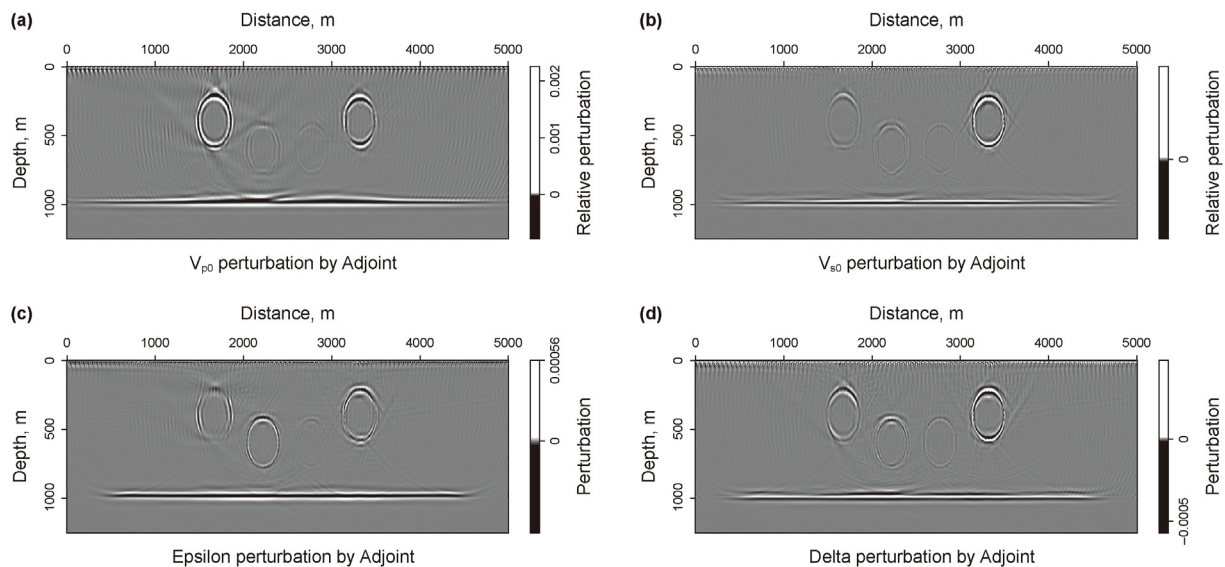 (a)
Distance, m
0 1000 2000 3000 4000 5000
0
500
1000
Depth, m
0.002
0.001
0
Relative perturbation
Vp0 perturbation by Adjoint
(b)
Distance, m
0 1000 2000 3000 4000 5000
0
500
1000
Depth, m
0
Relative perturbation
Vs0 perturbation by Adjoint
(c)
Distance, m
0 1000 2000 3000 4000 5000
0
500
1000
Depth, m
0.0056
0
Perturbation
Epsilon perturbation by Adjoint
(d)
Distance, m
0 1000 2000 3000 4000 5000
0
500
1000
Depth, m
0
−0.0005
Perturbation
Delta perturbation by Adjoint